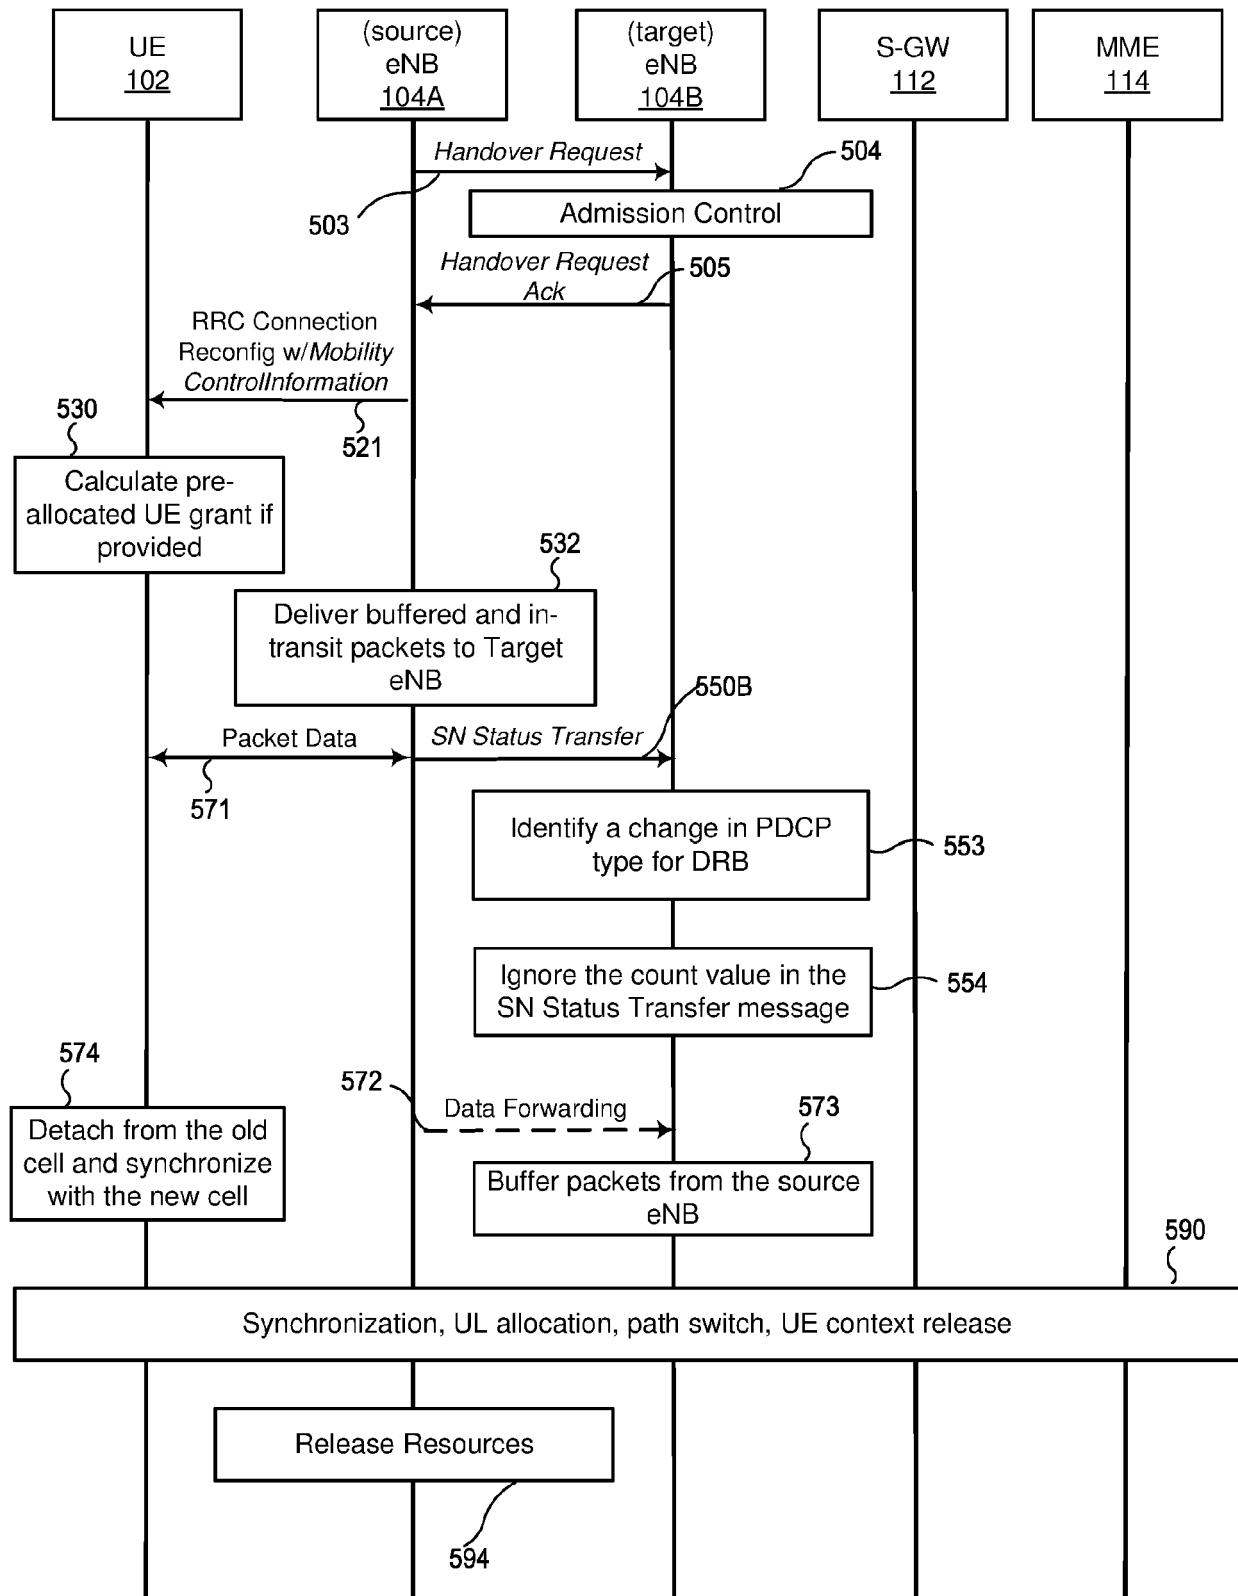 UE
102
(source)
eNB
104A
(target)
eNB
104B
S-GW
112
MME
114
Handover Request
503
504
Admission Control
Handover Request
Ack
505
RRC Connection
Reconfig w/Mobility
ControlInformation
521
530
Calculate pre-
allocated UE grant if
provided
532
Deliver buffered and in-
transit packets to Target
eNB
550B
Packet Data
SN Status Transfer
571
Identify a change in PDCP
type for DRB
553
Ignore the count value in the
SN Status Transfer message
554
574
Detach from the old
cell and synchronize
with the new cell
572
Data Forwarding
573
Buffer packets from the source
eNB
590
Synchronization, UL allocation, path switch, UE context release
Release Resources
594